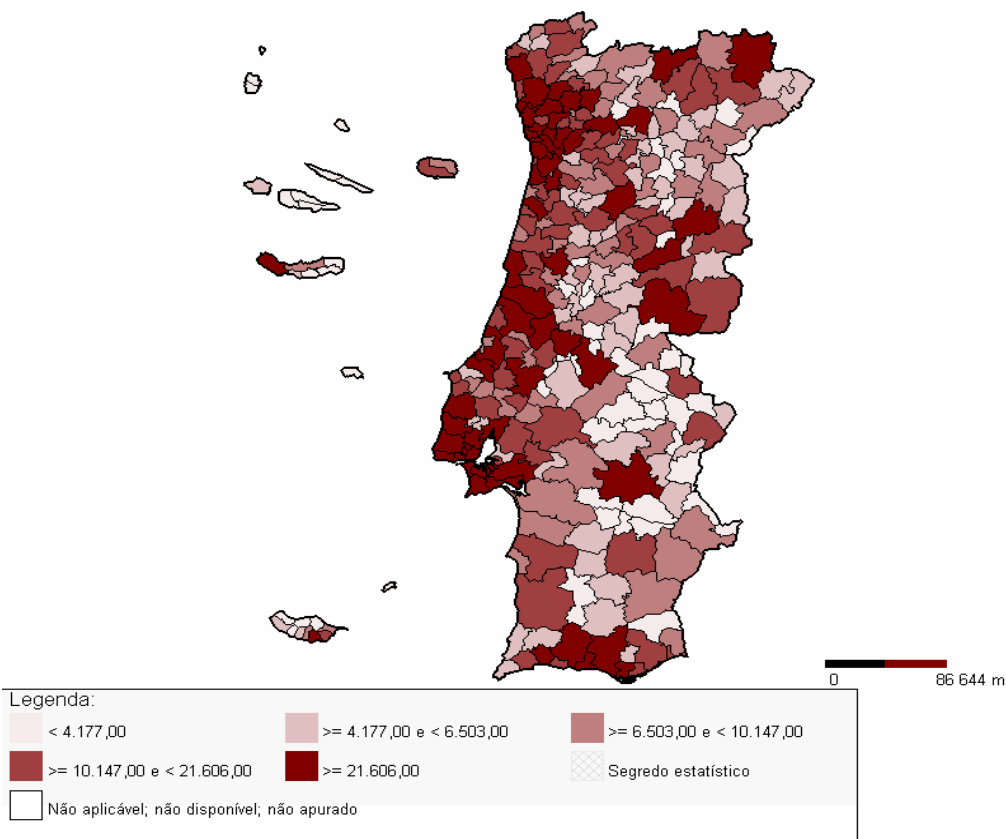 0 86 644 m
Legenda:
< 4.177,00 >= 4.177,00 e < 6.503,00 >= 6.503,00 e < 10.147,00
>= 10.147,00 e < 21.606,00 >= 21.606,00 Segredo estatístico
Não aplicável; não disponível; não apurado